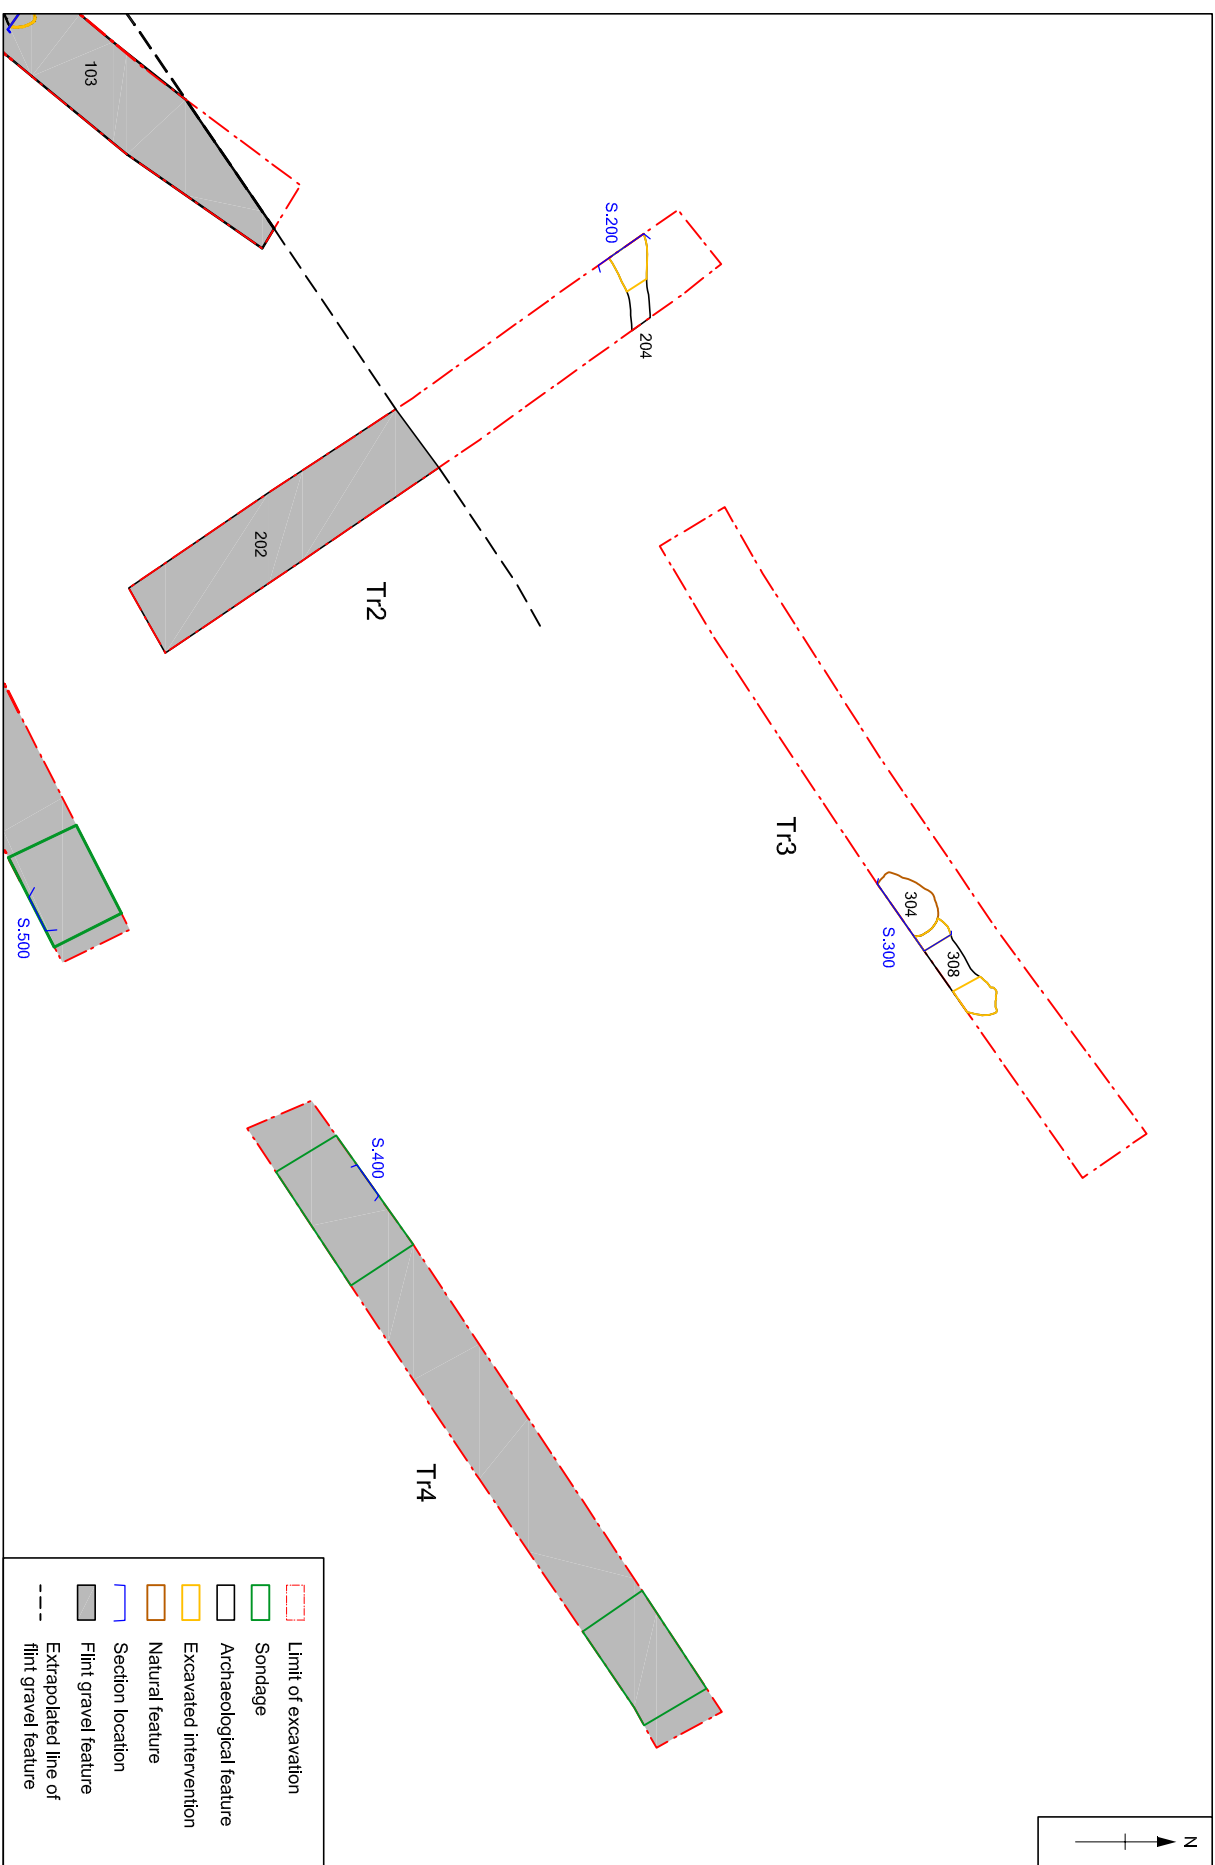 N
Tr3
304
308
S.300
S.200
204
Tr2
202
103
Tr4
S.400
S.500
Limit of excavation
Sondage
Archaeological feature
Excavated intervention
Natural feature
Section location
Flint gravel feature
Extrapolated line of
flint gravel feature